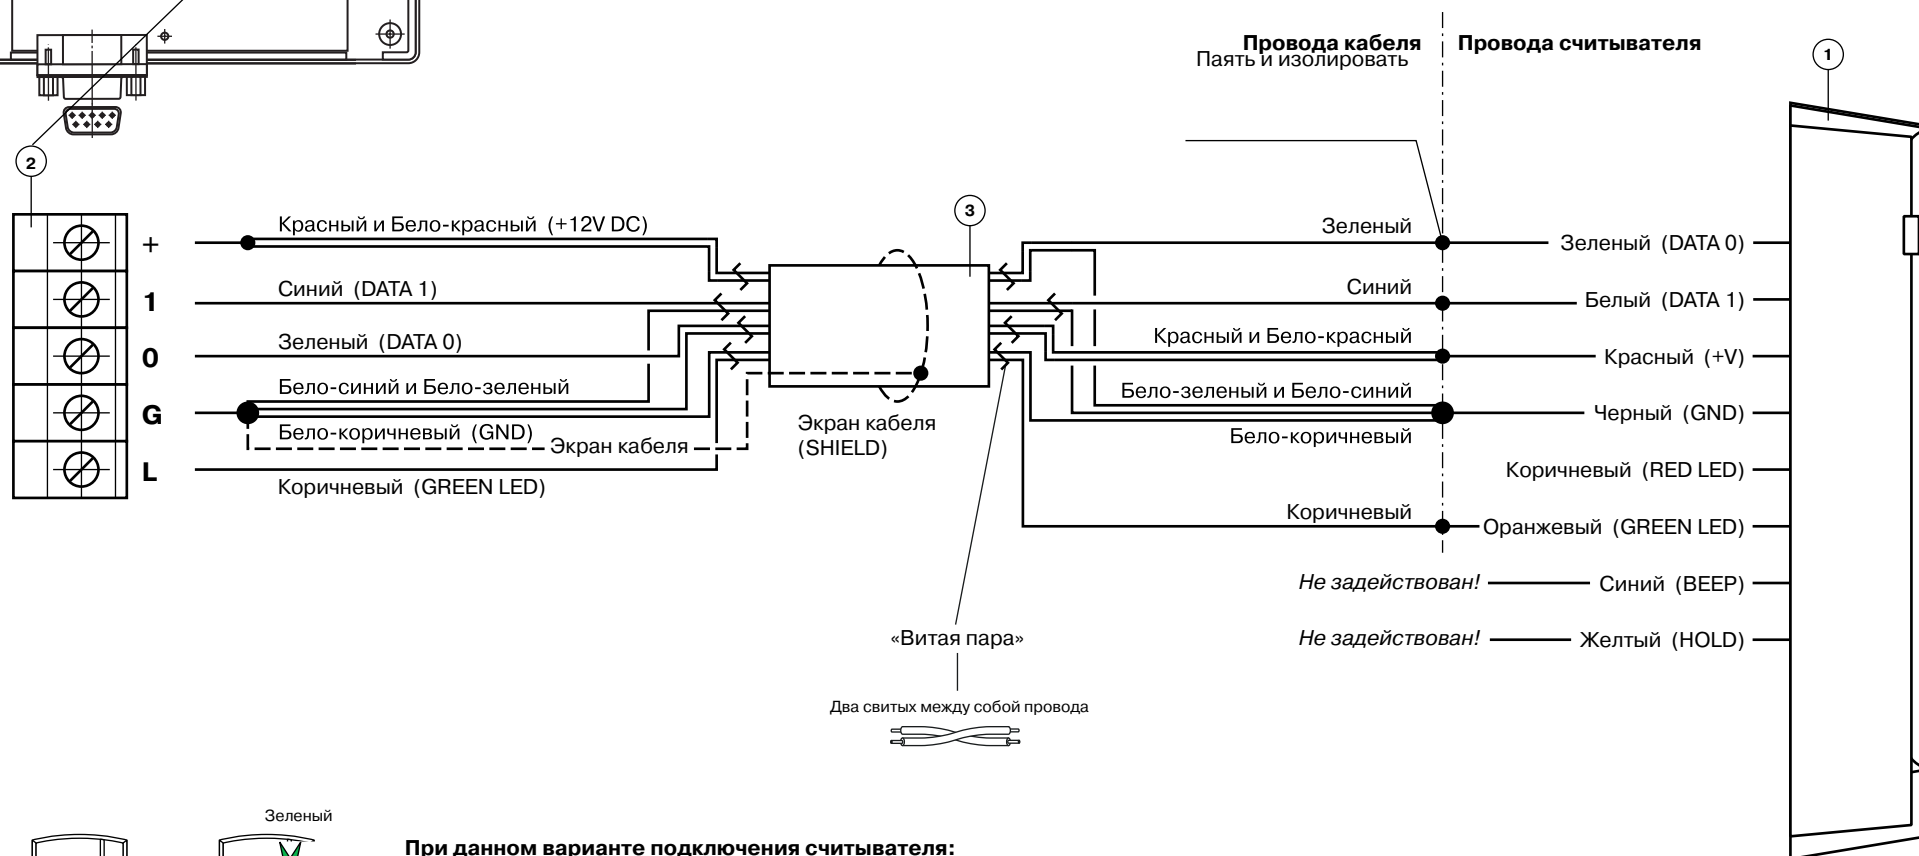 Провода кабеля
Провода считывателя
Паять и изолировать
1
2
3
+
1
0
G
L
Красный и Бело-красный (+12V DC)
Синий (DATA 1)
Зеленый (DATA 0)
Бело-синий и Бело-зеленый
Бело-коричневый (GND)
Экран кабеля
Коричневый (GREEN LED)
Экран кабеля
(SHIELD)
Зеленый
Синий
Красный и Бело-красный
Бело-зеленый и Бело-синий
Бело-коричневый
Коричневый
Зеленый (DATA 0)
Белый (DATA 1)
Красный (+V)
Черный (GND)
Коричневый (RED LED)
Оранжевый (GREEN LED)
Не задействован!
Синий (BEEP)
Не задействован!
Желтый (HOLD)
«Витая пара»
Два свитых между собой провода
Зеленый
При данном варианте подключения считывателя: